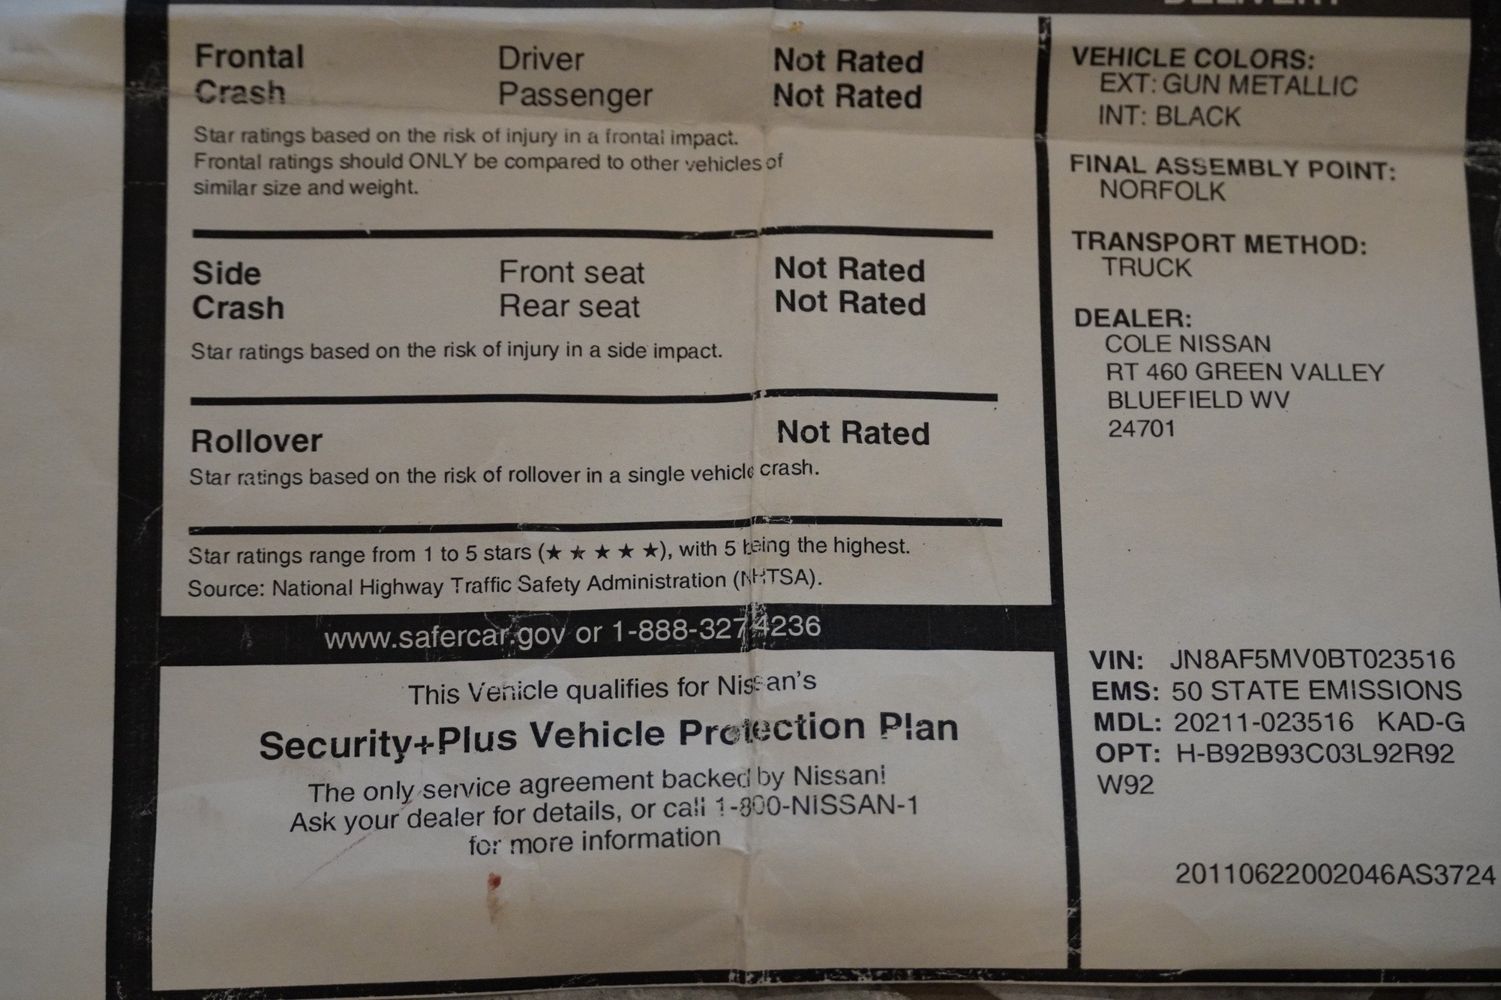 Frontal Driver Not Rated
Crash Passenger Not Rated
Star ratings based on the risk of injury in a frontal impact.
Frontal ratings should ONLY be compared to other vehicles of
similar size and weight.
Side Front seat Not Rated
Crash Rear seat Not Rated
Star ratings based on the risk of injury in a side impact.
Rollover Not Rated
Star ratings based on the risk of rollover in a single vehicle crash.
Star ratings range from 1 to 5 stars (★ ★ ★ ★ ★), with 5 being the highest.
Source: National Highway Traffic Safety Administration (NHTSA).
www.safercar.gov or 1-888-327-4236
This Vehicle qualifies for Nissan's
Security+Plus Vehicle Protection Plan
The only service agreement backed by Nissan!
Ask your dealer for details, or call 1-800-NISSAN-1
for more information
DELIVERY
VEHICLE COLORS:
EXT: GUN METALLIC
INT: BLACK
FINAL ASSEMBLY POINT:
NORFOLK
TRANSPORT METHOD:
TRUCK
DEALER:
COLE NISSAN
RT 460 GREEN VALLEY
BLUEFIELD WV
24701
VIN: JN8AF5MV0BT023516
EMS: 50 STATE EMISSIONS
MDL: 20211-023516 KAD-G
OPT: H-B92B93C03L92R92
W92
20110622002046AS3724